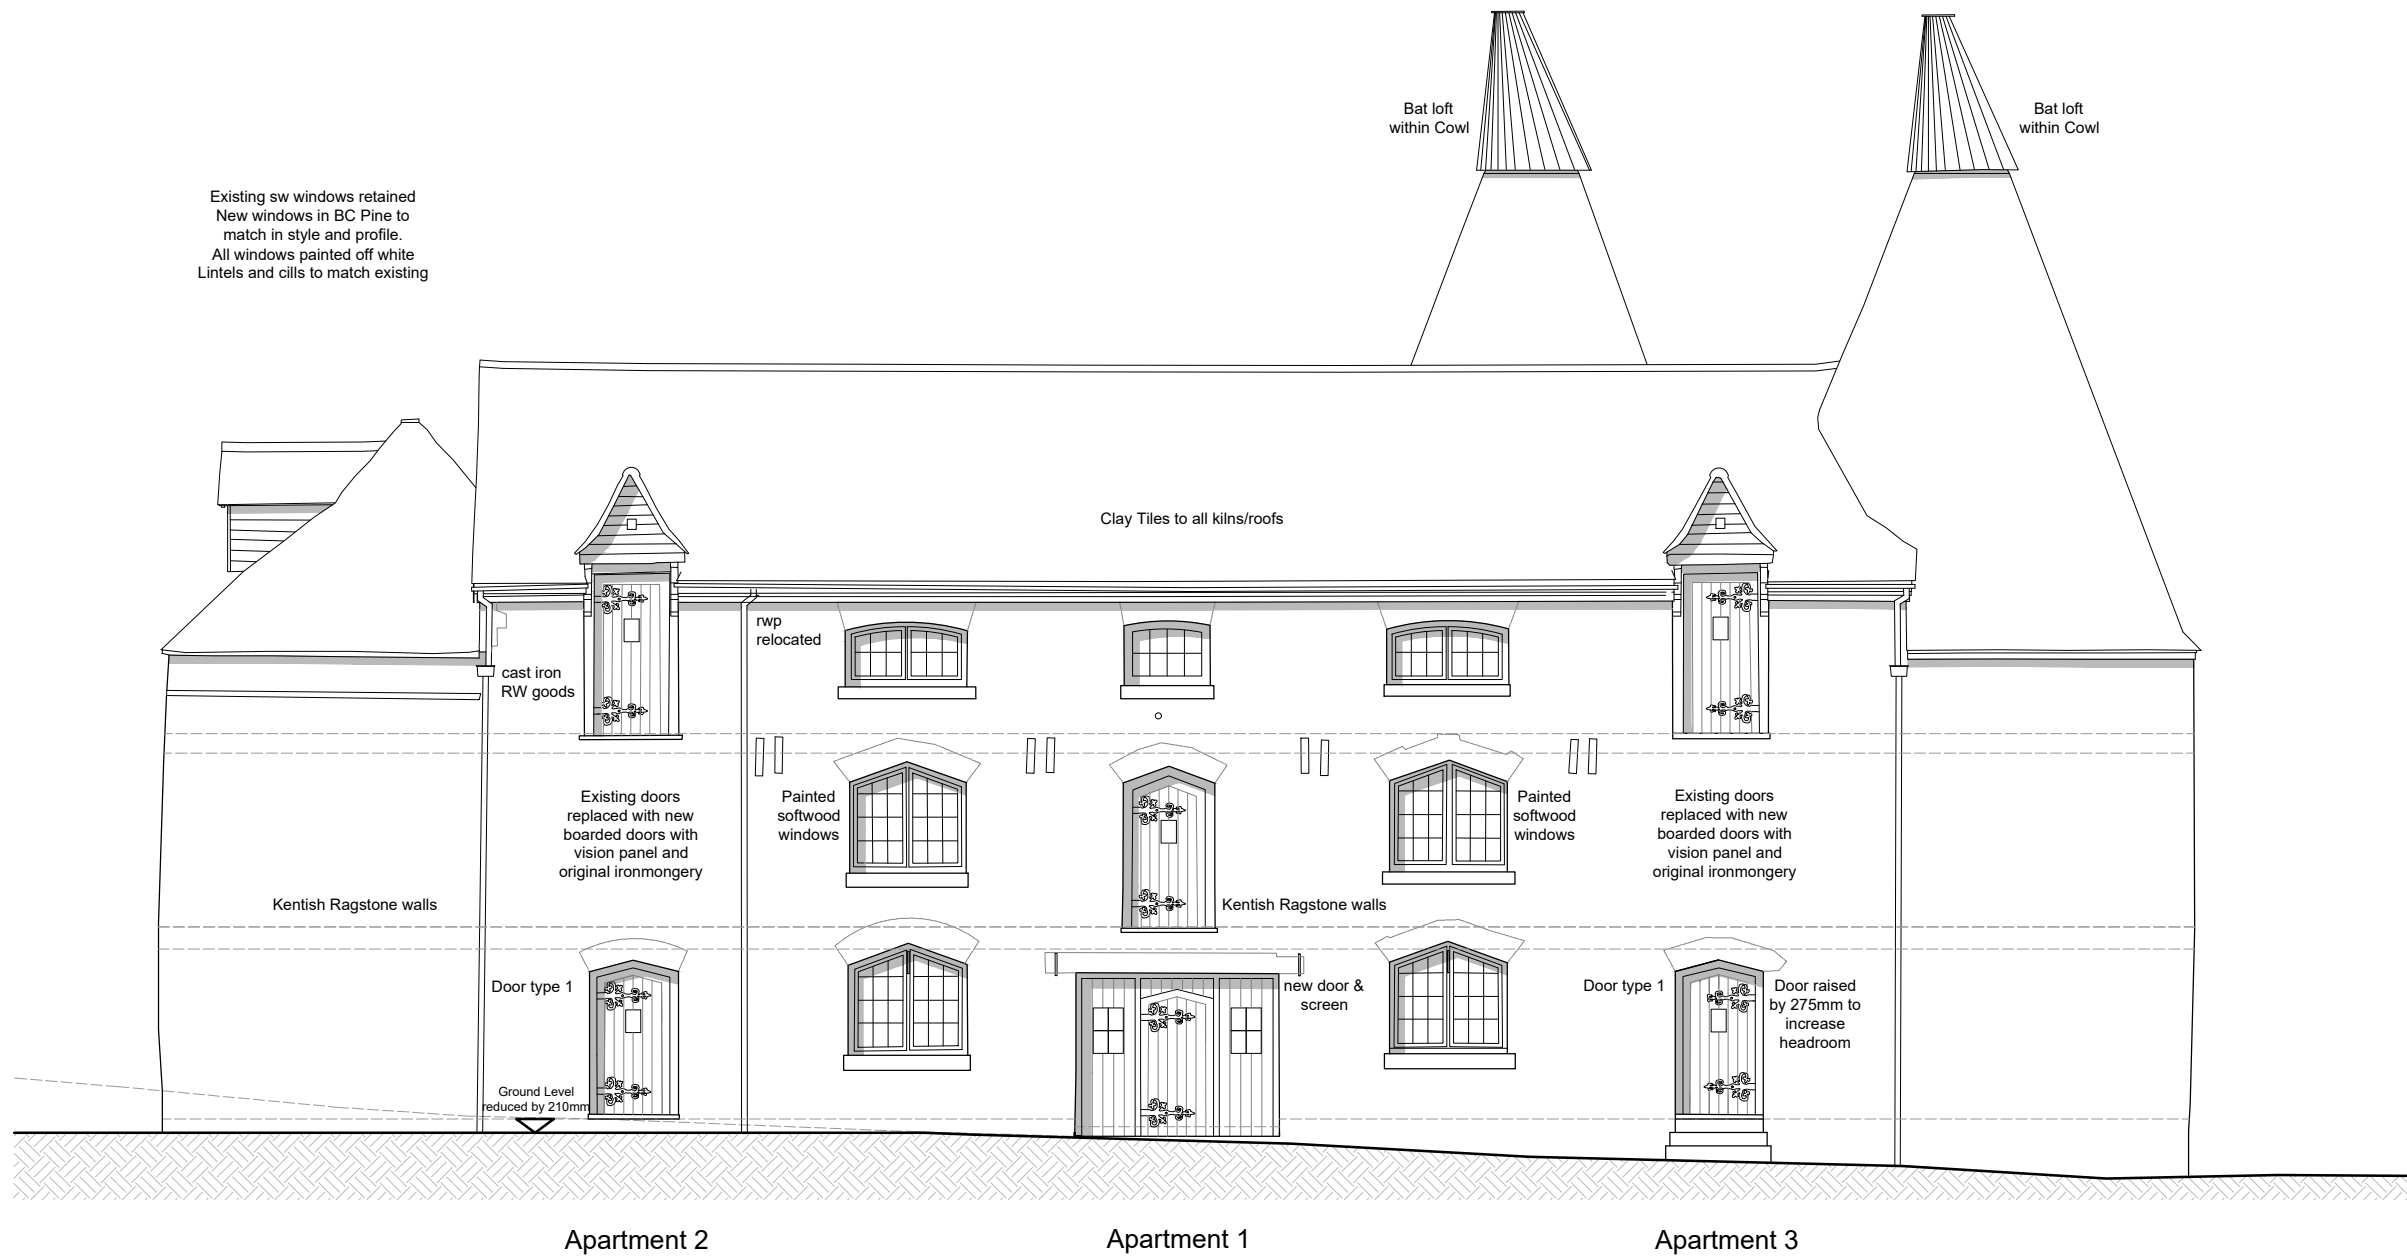 Bat loft
within Cowl
Bat loft
within Cowl
Existing sw windows retained
New windows in BC Pine to
match in style and profile.
All windows painted off white
Lintels and cills to match existing
Clay Tiles to all kilns/roofs
rwp
relocated
cast iron
RW goods
Existing doors
replaced with new
boarded doors with
vision panel and
original ironmongery
Painted
softwood
windows
Painted
softwood
windows
Existing doors
replaced with new
boarded doors with
vision panel and
original ironmongery
Kentish Ragstone walls
Kentish Ragstone walls
Door type 1
new door &
screen
Door type 1
Door raised
by 275mm to
increase
headroom
Ground Level
reduced by 210mm
Apartment 2
Apartment 1
Apartment 3